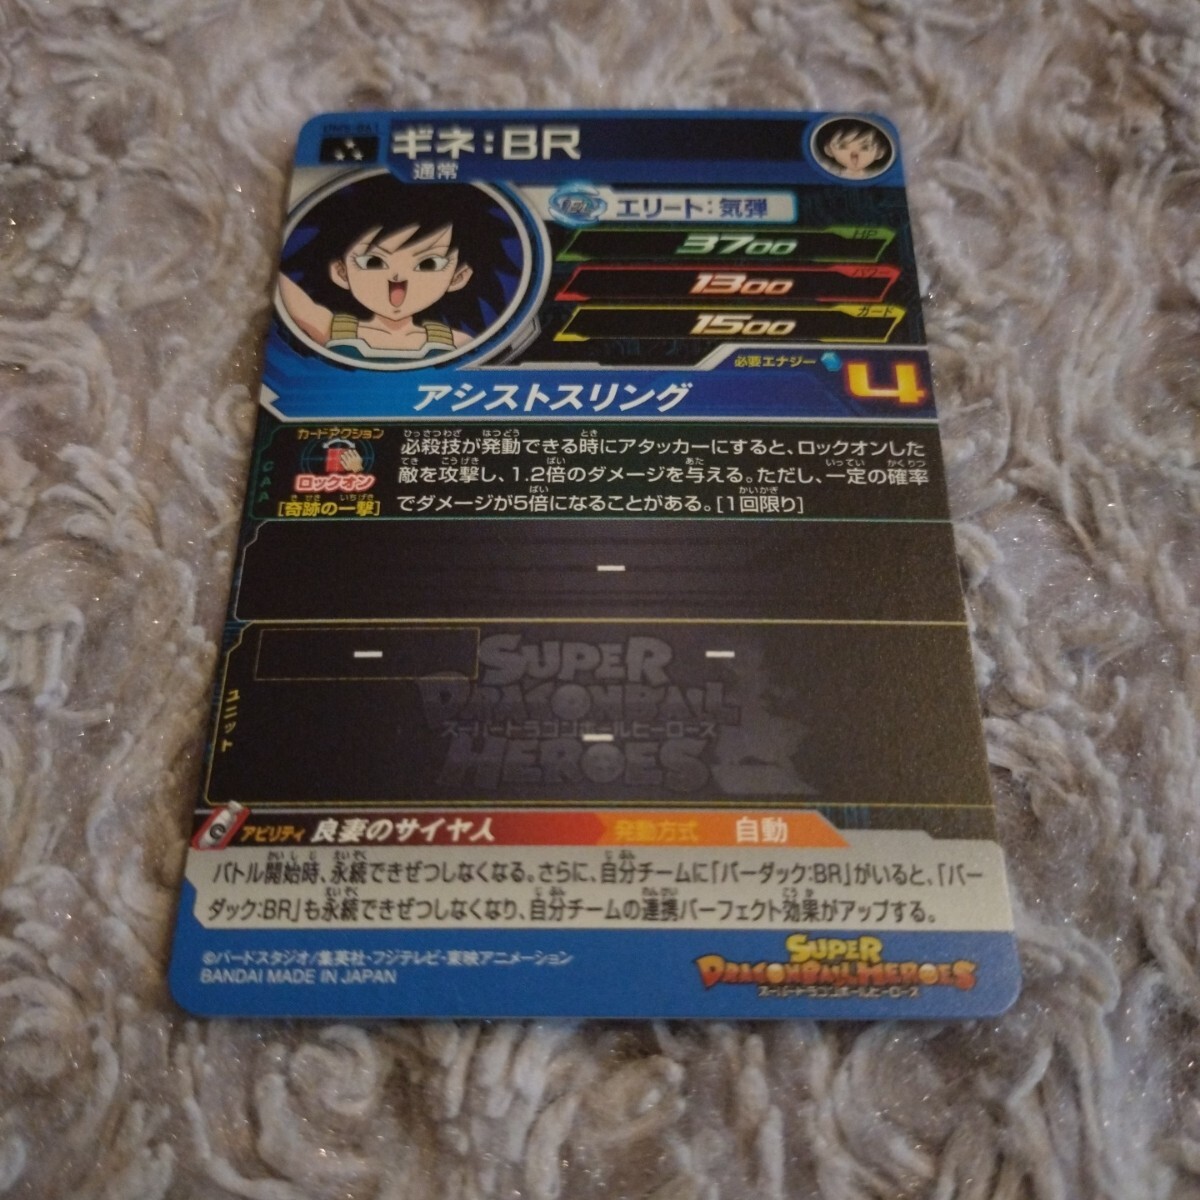 ギネ:BR
通常
エリート:気弾
HP
3700
パワー
1300
ガード
1500
必要エナジー
4
アシストスリング
CAA
カードアクション
ロックオン
[奇跡の一撃]
必殺技が発動できる時にアタッカーにすると、ロックオンした
敵を攻撃し、1.2倍のダメージを与える。ただし、一定の確率
でダメージが5倍になることがある。[1回限り]
ー
ユニット
ー
ー
ー
SUPER
DRAGONBALL
スーパードラゴンボールヒーローズ
HEROES
アビリティ 良妻のサイヤ人 発動方式 自動
バトル開始時、永続できぜつしなくなる。さらに、自分チームに「バーダック:BR」がいると、「バー
ダック:BR」も永続できぜつしなくなり、自分チームの連携パーフェクト効果がアップする。
©バードスタジオ/集英社・フジテレビ・東映アニメーション
BANDAI MADE IN JAPAN
SUPER
DRAGONBALL HEROES
スーパードラゴンボールヒーローズ